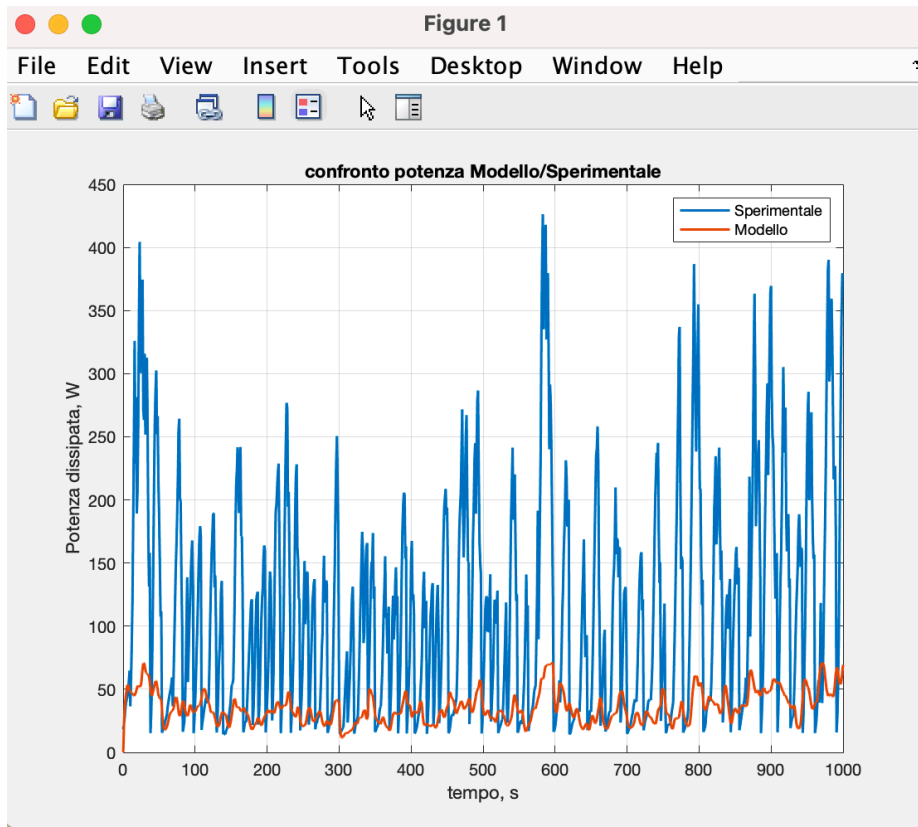 Figure 1
File Edit View Insert Tools Desktop Window Help
confronto potenza Modello/Sperimentale
Sperimentale
Modello
Potenza dissipata, W
450
400
350
300
250
200
150
100
50
0
0 100 200 300 400 500 600 700 800 900 1000
tempo, s